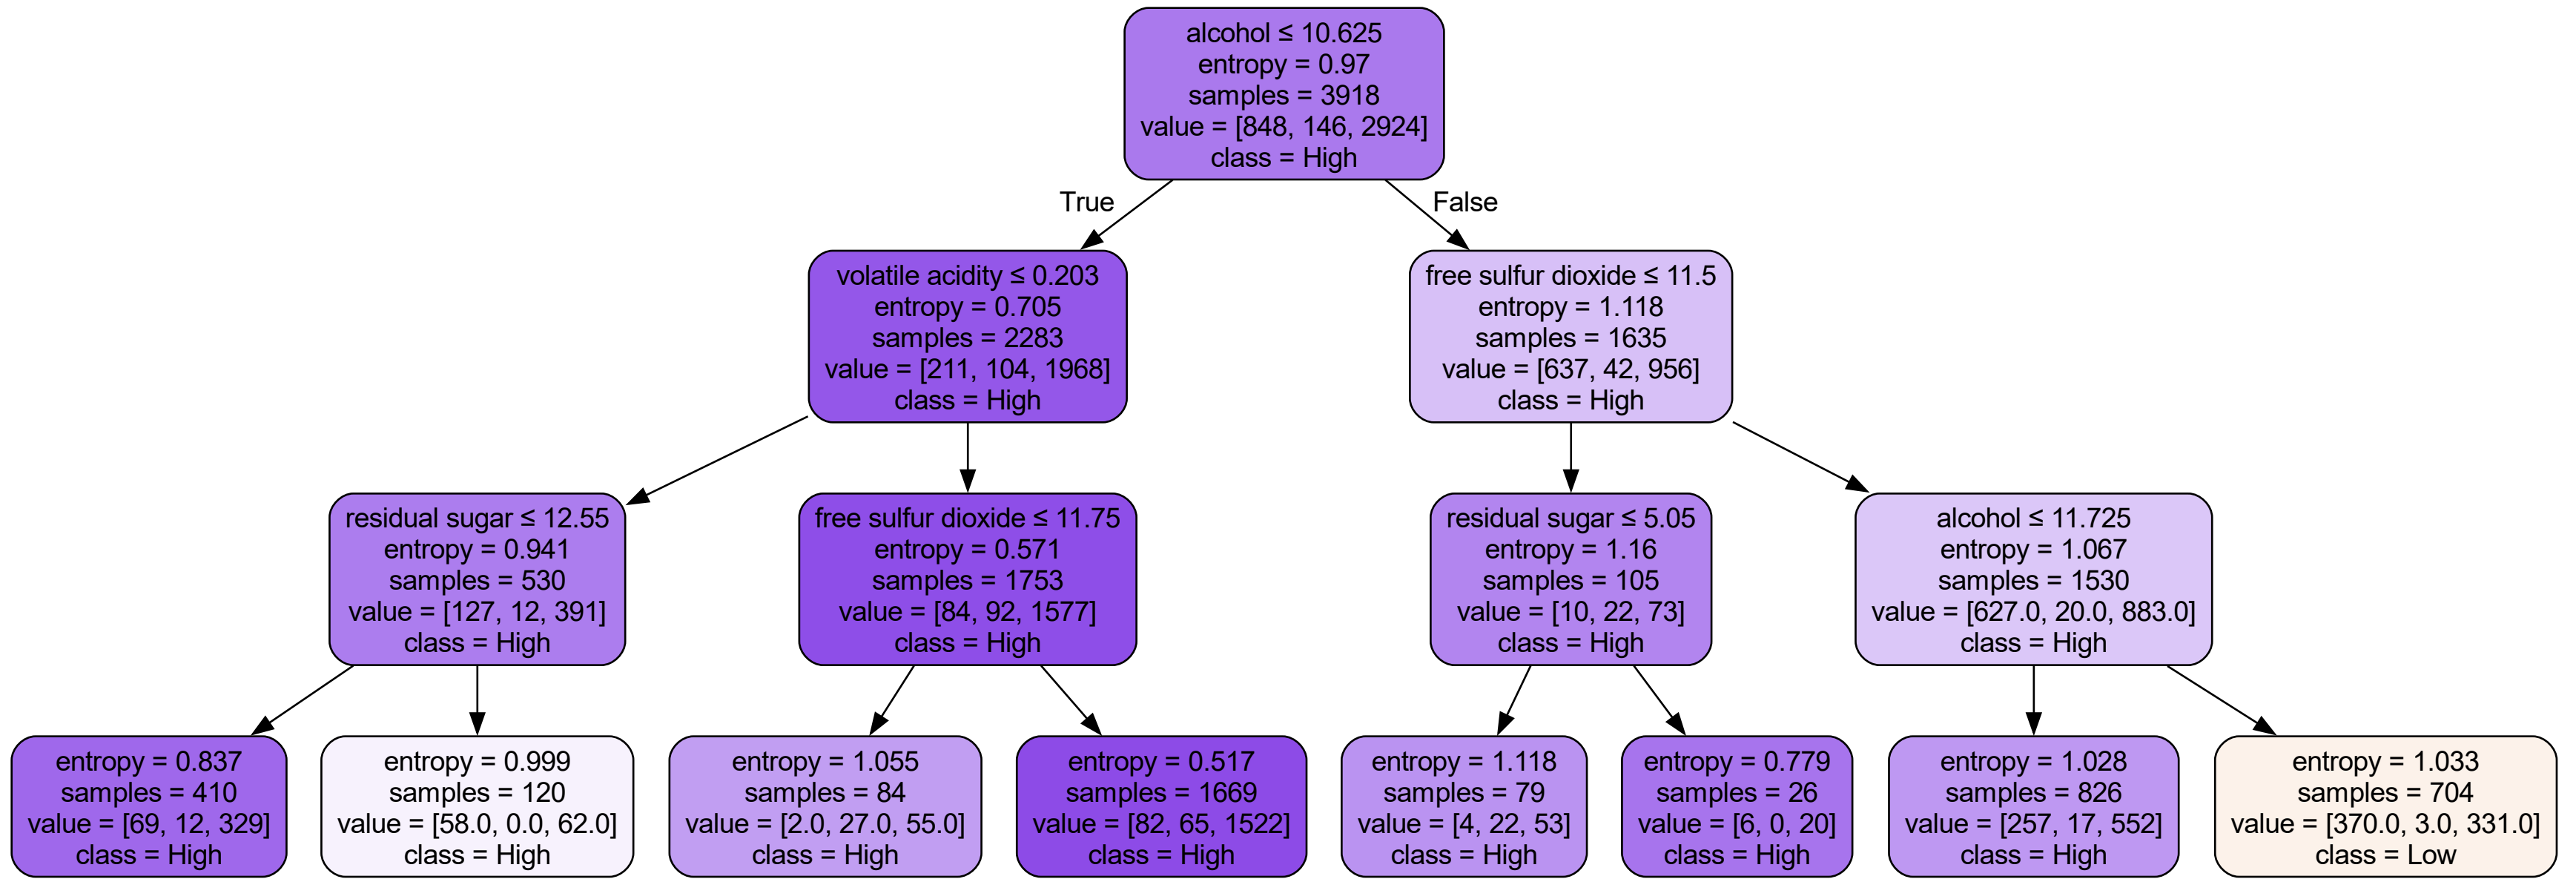 alcohol ≤ 10.625
entropy = 0.97
samples = 3918
value = [848, 146, 2924]
class = High
True
False
volatile acidity ≤ 0.203
entropy = 0.705
samples = 2283
value = [211, 104, 1968]
class = High
free sulfur dioxide ≤ 11.5
entropy = 1.118
samples = 1635
value = [637, 42, 956]
class = High
residual sugar ≤ 12.55
entropy = 0.941
samples = 530
value = [127, 12, 391]
class = High
free sulfur dioxide ≤ 11.75
entropy = 0.571
samples = 1753
value = [84, 92, 1577]
class = High
residual sugar ≤ 5.05
entropy = 1.16
samples = 105
value = [10, 22, 73]
class = High
alcohol ≤ 11.725
entropy = 1.067
samples = 1530
value = [627.0, 20.0, 883.0]
class = High
entropy = 0.837
samples = 410
value = [69, 12, 329]
class = High
entropy = 0.999
samples = 120
value = [58.0, 0.0, 62.0]
class = High
entropy = 1.055
samples = 84
value = [2.0, 27.0, 55.0]
class = High
entropy = 0.517
samples = 1669
value = [82, 65, 1522]
class = High
entropy = 1.118
samples = 79
value = [4, 22, 53]
class = High
entropy = 0.779
samples = 26
value = [6, 0, 20]
class = High
entropy = 1.028
samples = 826
value = [257, 17, 552]
class = High
entropy = 1.033
samples = 704
value = [370.0, 3.0, 331.0]
class = Low